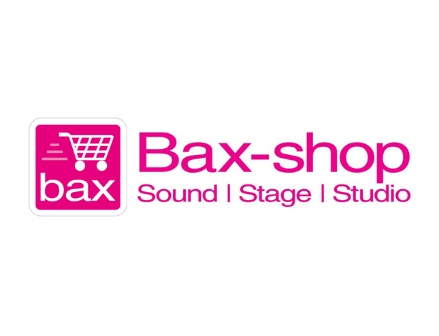 bax
Bax-shop
Sound | Stage | Studio